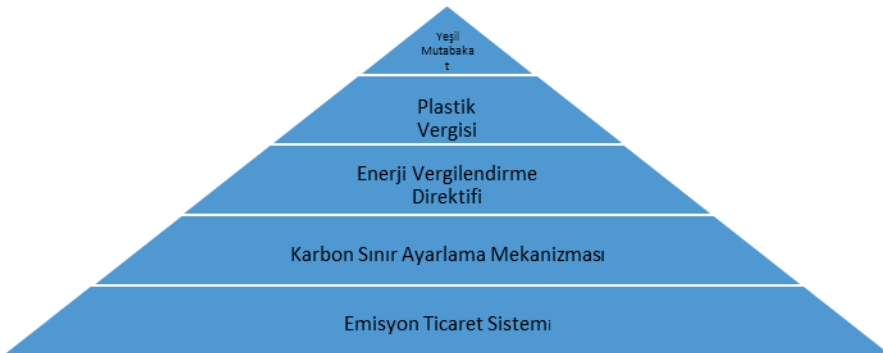 Yeşil
Mutabaka
t
Plastik
Vergisi
Enerji Vergilendirme
Direktifi
Karbon Sınır Ayarlama Mekanizması
Emisyon Ticaret Sistemi